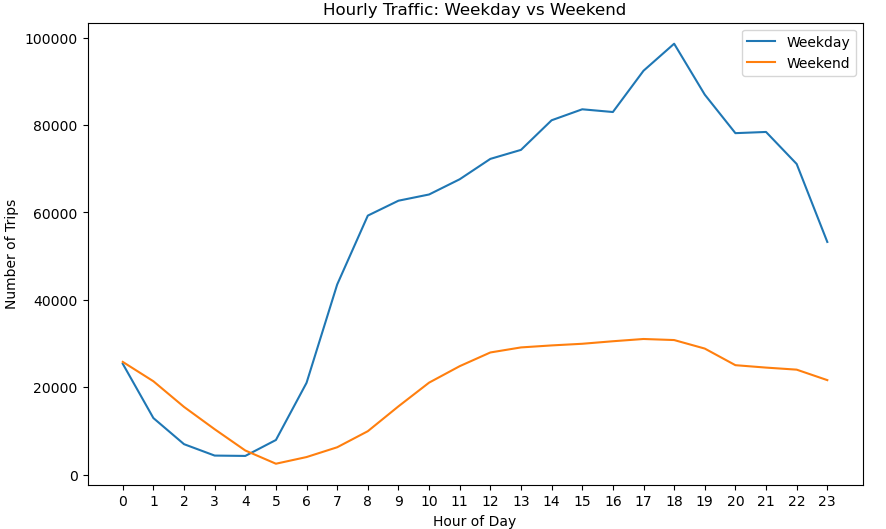 Hourly Traffic: Weekday vs Weekend
Weekday
Weekend
Number of Trips
100000
80000
60000
40000
20000
0
0 1 2 3 4 5 6 7 8 9 10 11 12 13 14 15 16 17 18 19 20 21 22 23
Hour of Day